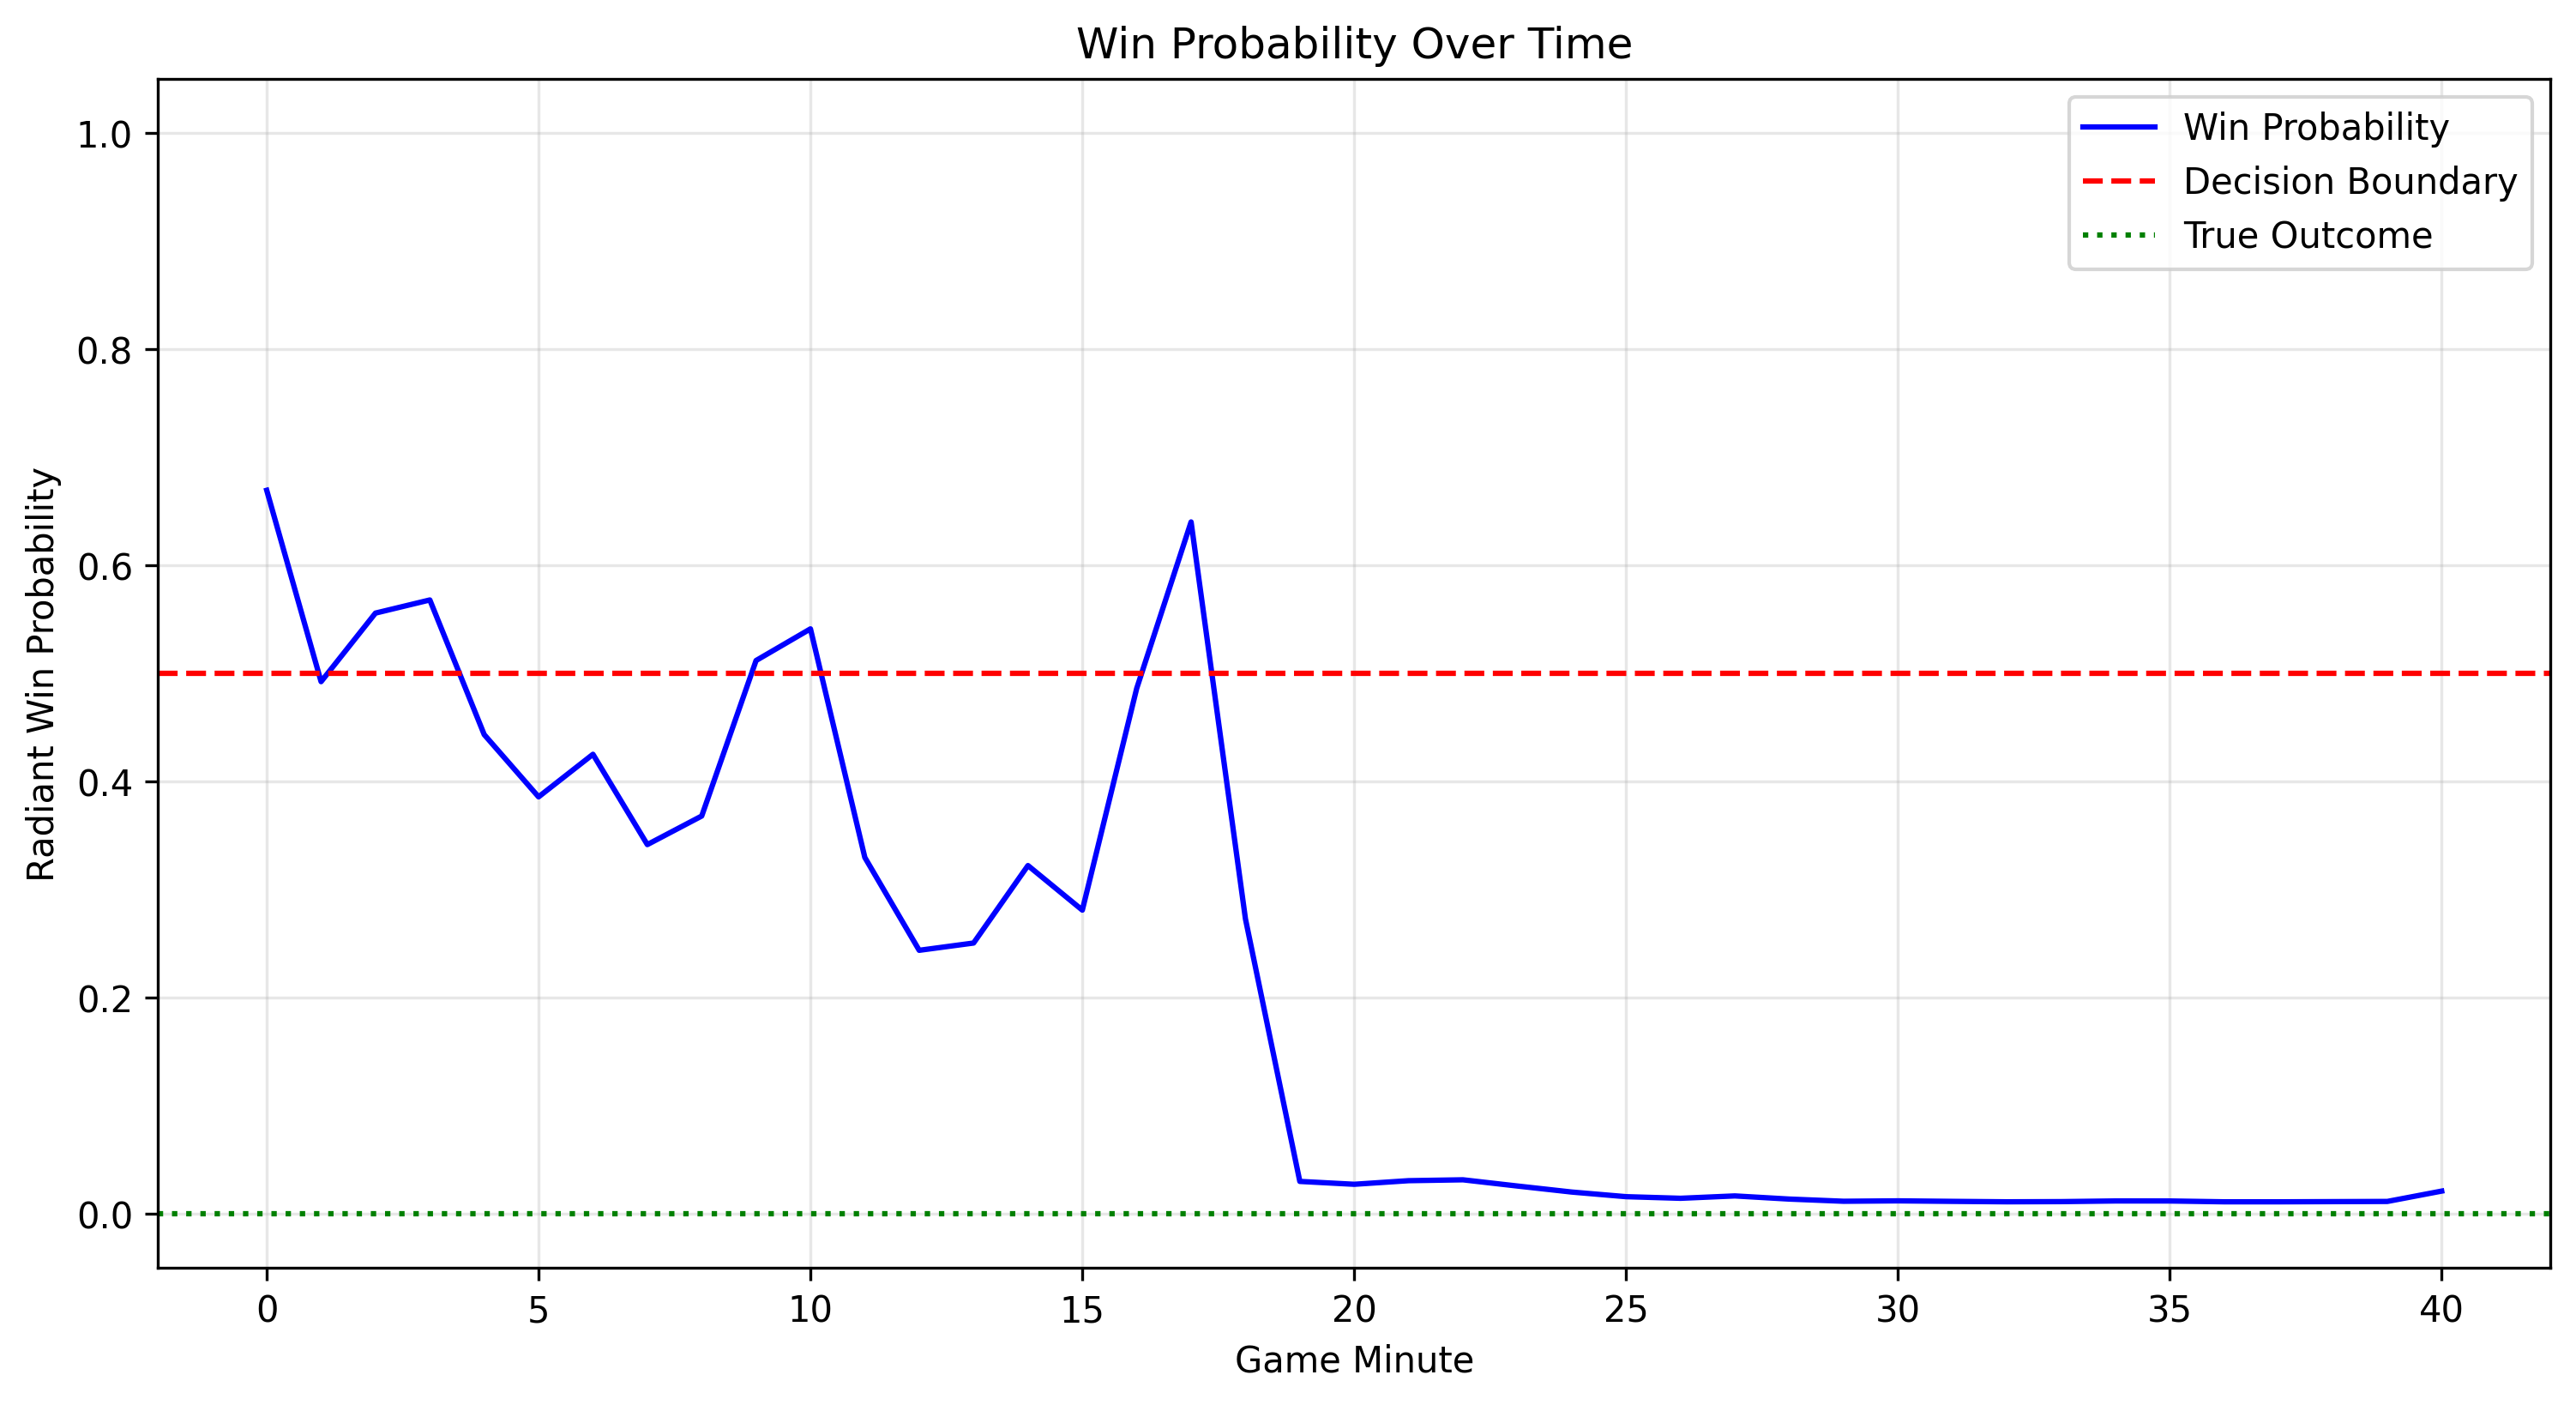 Win Probability Over Time
Win Probability
Decision Boundary
True Outcome
Radiant Win Probability
1.0
0.8
0.6
0.4
0.2
0.0
0 5 10 15 20 25 30 35 40
Game Minute